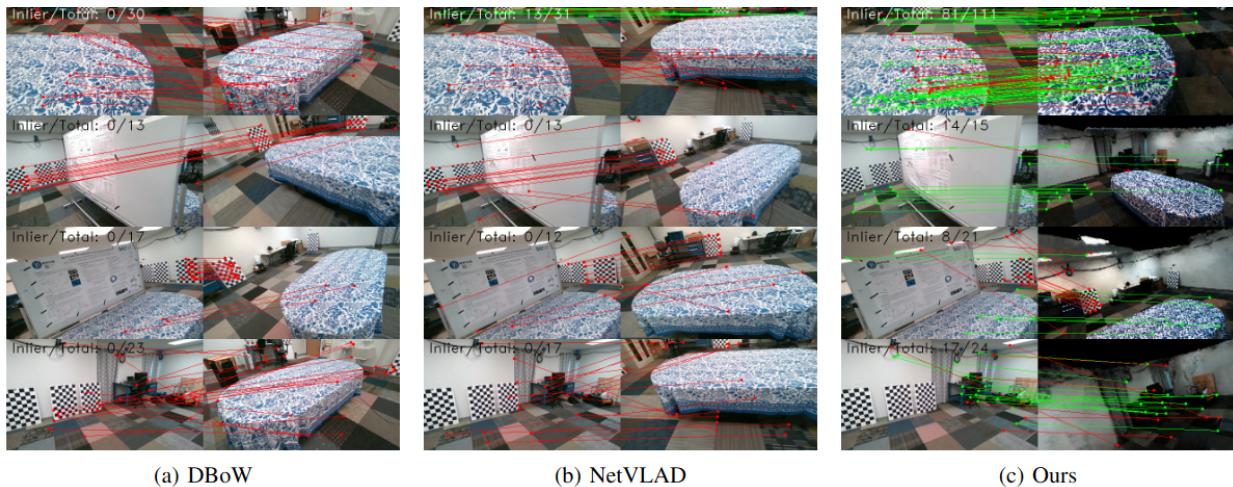 Inlier/Total: 0/30
Inlier/Total: 13/31
Inlier/Total: 81/111
Inlier/Total: 0/13
Inlier/Total: 0/13
Inlier/Total: 14/15
Inlier/Total: 0/17
Inlier/Total: 0/12
Inlier/Total: 8/21
Inlier/Total: 0/23
Inlier/Total: 0/17
Inlier/Total: 17/24
(a) DBoW
(b) NetVLAD
(c) Ours